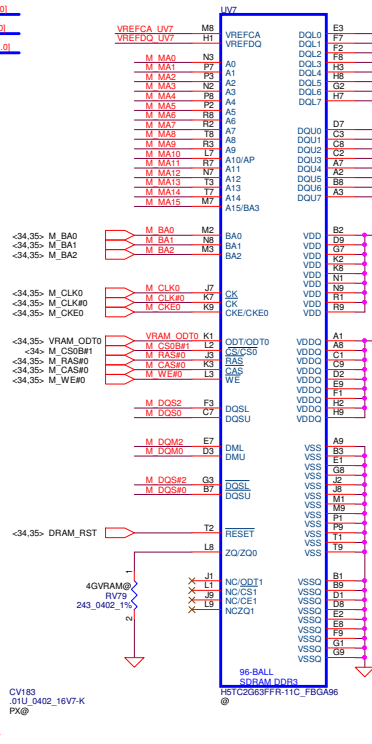 0]
0]
.0]
UV7
VREFCA_UV7 M8 VREFCA DQL0 E3
VREFDQ_UV7 H1 VREFDQ DQL1 F7
DQL2 F2
M_MA0 N3 A0 DQL3 F8
M_MA1 P7 A1 DQL4 H3
M_MA2 P3 A2 DQL5 H8
M_MA3 N2 A3 DQL6 G2
M_MA4 P8 A4 DQL7 H7
M_MA5 P2 A5
M_MA6 R8 A6
M_MA7 R2 A7 DQU0 D7
M_MA8 T8 A8 DQU1 C3
M_MA9 R3 A9 DQU2 C8
M_MA10 L7 A10/AP DQU3 C2
M_MA11 R7 A11 DQU4 A7
M_MA12 N7 A12 DQU5 A2
M_MA13 T3 A13 DQU6 B8
M_MA14 T7 A14 DQU7 A3
M_MA15 M7 A15/BA3
<34,35> M_BA0 M_BA0 M2 BA0 VDD B2
<34,35> M_BA1 M_BA1 N8 BA1 VDD D9
<34,35> M_BA2 M_BA2 M3 BA2 VDD G7
VDD K2
VDD K8
VDD N1
<34,35> M_CLK0 M_CLK0 J7 CK VDD N9
<34,35> M_CLK#0 M_CLK#0 K7 CK VDD R1
<34,35> M_CKE0 M_CKE0 K9 CKE/CKE0 VDD R9
<34,35> VRAM_ODT0 VRAM_ODT0 K1 ODT/ODT0 VDDQ A1
<34> M_CS0B#1 M_CS0B#1 L2 CS/CS0 VDDQ A8
<34,35> M_RAS#0 M_RAS#0 J3 RAS VDDQ C1
<34,35> M_CAS#0 M_CAS#0 K3 CAS VDDQ C9
<34,35> M_WE#0 M_WE#0 L3 WE VDDQ D2
VDDQ E9
VDDQ F1
M_DQS2 F3 DQSL VDDQ H2
M_DQS0 C7 DQSU VDDQ H9
M_DQM2 E7 DML VSS A9
M_DQM0 D3 DMU VSS B3
VSS E1
VSS G8
M_DQS#2 G3 DQSL VSS J2
M_DQS#0 B7 DQSU VSS J8
VSS M1
VSS M9
VSS P1
<34,35> DRAM_RST T2 RESET VSS P9
VSS T1
L8 ZQ/ZQ0 VSS T9
J1 NC/ODT1 VSSQ B1
L1 NC/CS1 VSSQ B9
J9 NC/CE1 VSSQ D1
L9 NCZQ1 VSSQ D8
VSSQ E2
VSSQ E8
VSSQ F9
VSSQ G1
VSSQ G9
1
4GVRAM@
RV79
243_0402_1%
2
96-BALL
SDRAM DDR3
H5TC2G63FFR-11C_FBGA96
@
CV183
.01U_0402_16V7-K
PX@